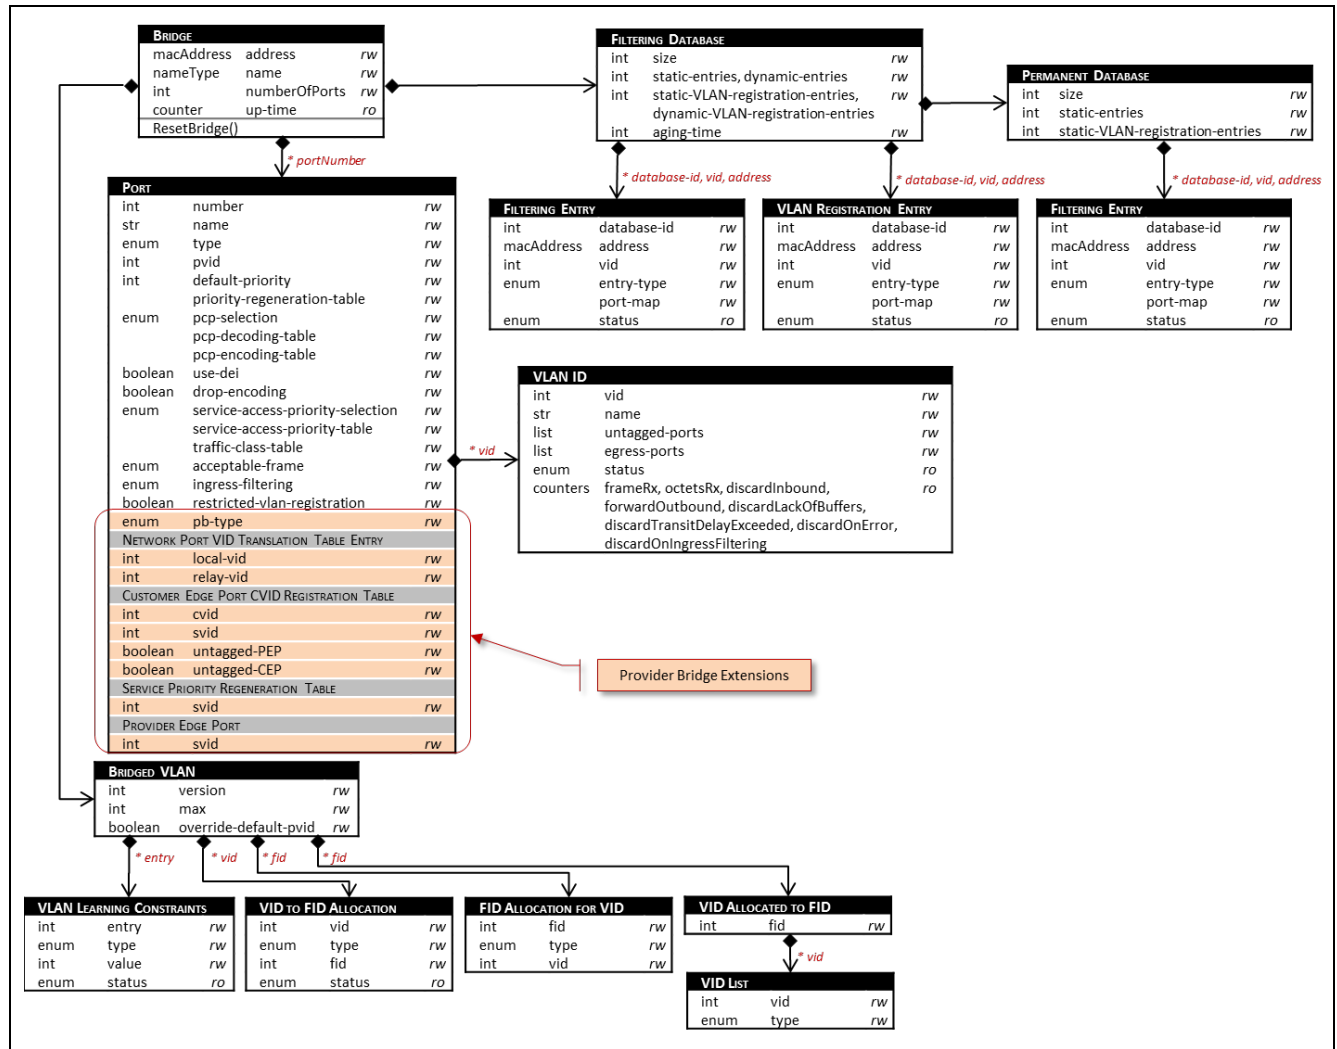 BRIDGE
macAddress address rw
nameType name rw
int numberOfPorts rw
counter up-time ro
ResetBridge()
* portNumber
FILTERING DATABASE
int size rw
int static-entries, dynamic-entries rw
int static-VLAN-registration-entries, rw
dynamic-VLAN-registration-entries
int aging-time rw
PERMANENT DATABASE
int size rw
int static-entries rw
int static-VLAN-registration-entries rw
* database-id, vid, address
* database-id, vid, address
* database-id, vid, address
FILTERING ENTRY
int database-id rw
macAddress address rw
int vid rw
enum entry-type rw
port-map rw
enum status ro
VLAN REGISTRATION ENTRY
int database-id rw
macAddress address rw
int vid rw
enum entry-type rw
port-map rw
enum status ro
FILTERING ENTRY
int database-id rw
macAddress address rw
int vid rw
enum entry-type rw
port-map rw
enum status ro
PORT
int number rw
str name rw
enum type rw
int pvid rw
int default-priority rw
priority-regeneration-table rw
enum pcp-selection rw
pcp-decoding-table rw
pcp-encoding-table rw
boolean use-dei rw
boolean drop-encoding rw
enum service-access-priority-selection rw
service-access-priority-table rw
traffic-class-table rw
enum acceptable-frame rw
enum ingress-filtering rw
boolean restricted-vlan-registration rw
enum pb-type rw
NETWORK PORT VID TRANSLATION TABLE ENTRY
int local-vid rw
int relay-vid rw
CUSTOMER EDGE PORT CVID REGISTRATION TABLE
int cvid rw
int svid rw
boolean untagged-PEP rw
boolean untagged-CEP rw
SERVICE PRIORITY REGENERATION TABLE
int svid rw
PROVIDER EDGE PORT
int svid rw
* vid
VLAN ID
int vid rw
str name rw
list untagged-ports rw
list egress-ports rw
enum status ro
counters frameRx, octetsRx, discardInbound, ro
forwardOutbound, discardLackOfBuffers,
discardTransitDelayExceeded, discardOnError,
discardOnIngressFiltering
Provider Bridge Extensions
BRIDGED VLAN
int version rw
int max rw
boolean override-default-pvid rw
* entry
* vid
* fid
* fid
VLAN LEARNING CONSTRAINTS
int entry rw
enum type rw
int value rw
enum status ro
VID TO FID ALLOCATION
int vid rw
enum type rw
int fid rw
enum status ro
FID ALLOCATION FOR VID
int fid rw
enum type rw
int vid rw
VID ALLOCATED TO FID
int fid rw
* vid
VID LIST
int vid rw
enum type rw